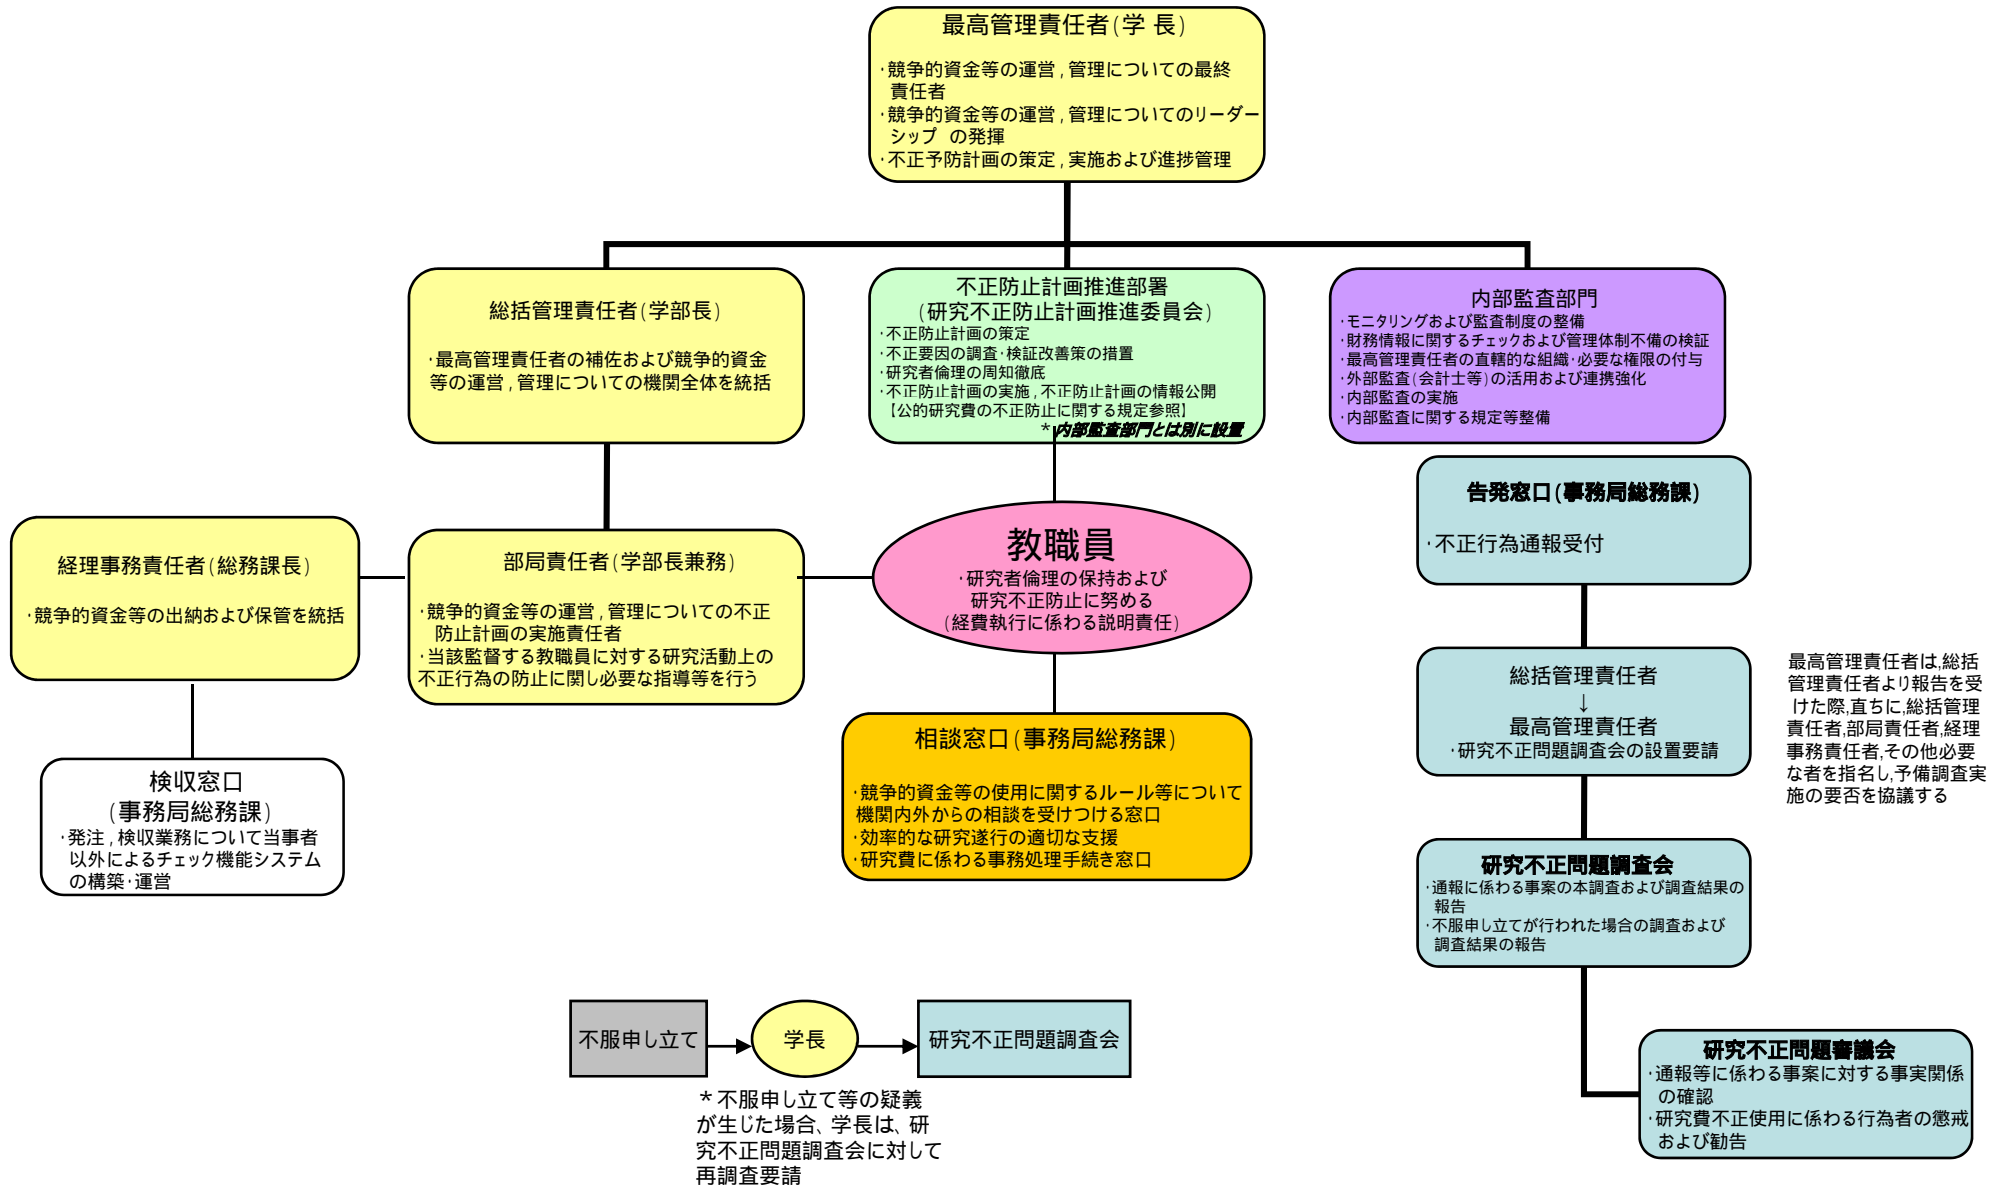 最高管理責任者(学 長)
・競争的資金等の運営,管理についての最終
責任者
・競争的資金等の運営,管理についてのリーダー
シップ の発揮
・不正予防計画の策定,実施および進捗管理
総括管理責任者(学部長)
・最高管理責任者の補佐および競争的資金
等の運営,管理についての機関全体を統括
不正防止計画推進部署
(研究不正防止計画推進委員会)
・不正防止計画の策定
・不正要因の調査・検証改善策の措置
・研究者倫理の周知徹底
・不正防止計画の実施,不正防止計画の情報公開
【公的研究費の不正防止に関する規定参照】
*内部監査部門とは別に設置
内部監査部門
・モニタリングおよび監査制度の整備
・財務情報に関するチェックおよび管理体制不備の検証
・最高管理責任者の直轄的な組織・必要な権限の付与
・外部監査(会計士等)の活用および連携強化
・内部監査の実施
・内部監査に関する規定等整備
経理事務責任者(総務課長)
・競争的資金等の出納および保管を統括
部局責任者(学部長兼務)
・競争的資金等の運営,管理についての不正
防止計画の実施責任者
・当該監督する教職員に対する研究活動上の
不正行為の防止に関し必要な指導等を行う
教職員
・研究者倫理の保持および
研究不正防止に努める
(経費執行に係わる説明責任)
告発窓口(事務局総務課)
・不正行為通報受付
総括管理責任者
↓
最高管理責任者
・研究不正問題調査会の設置要請
最高管理責任者は,総括
管理責任者より報告を受
けた際,直ちに,総括管理
責任者,部局責任者,経理
事務責任者,その他必要
な者を指名し,予備調査実
施の要否を協議する
検収窓口
(事務局総務課)
・発注,検収業務について当事者
以外によるチェック機能システム
の構築・運営
相談窓口(事務局総務課)
・競争的資金等の使用に関するルール等について
機関内外からの相談を受けつける窓口
・効率的な研究遂行の適切な支援
・研究費に係わる事務処理手続き窓口
研究不正問題調査会
・通報に係わる事案の本調査および調査結果の
報告
・不服申し立てが行われた場合の調査および
調査結果の報告
不服申し立て
学長
研究不正問題調査会
*不服申し立て等の疑義
が生じた場合、学長は、研
究不正問題調査会に対して
再調査要請
研究不正問題審議会
・通報等に係わる事案に対する事実関係
の確認
・研究費不正使用に係わる行為者の懲戒
および勧告